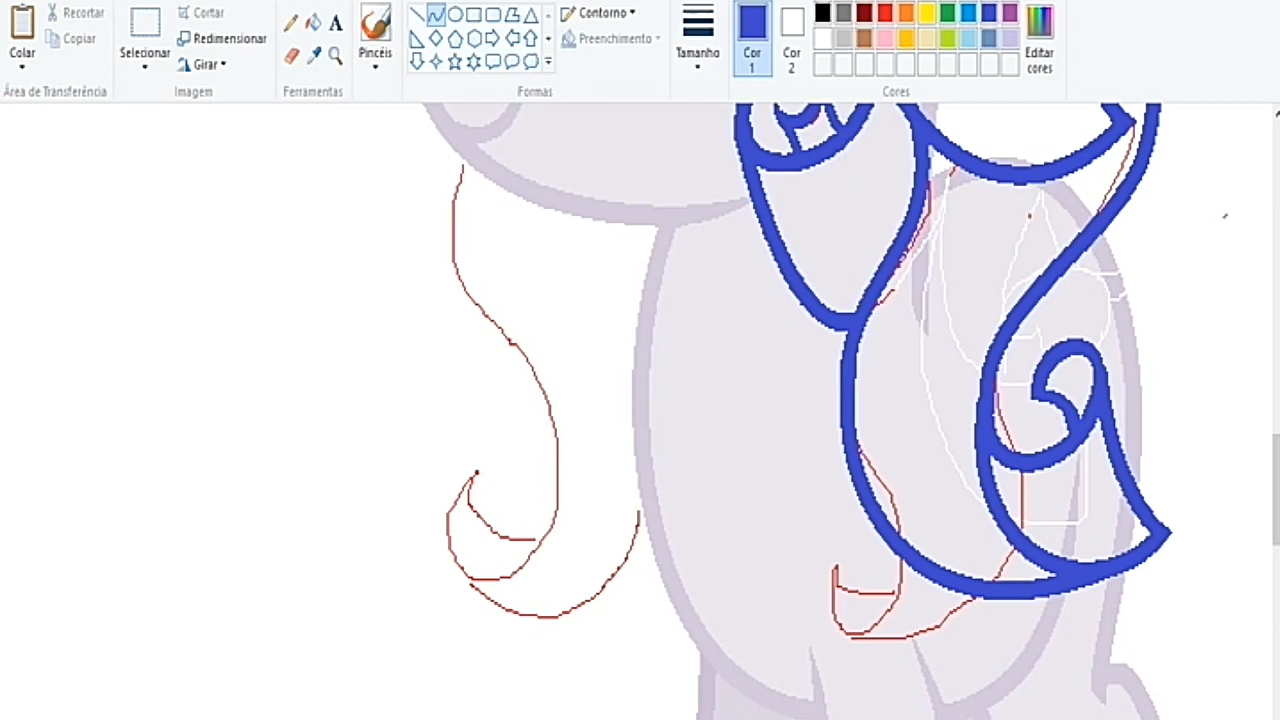 Colar
Recortar
Copiar
Área de Transferência
Selecionar
Cortar
Redimensionar
Girar
Imagem
A
Ferramentas
Pincéis
Contorno
Preenchimento
Formas
Tamanho
Cor
1
Cor
2
Editar
cores
Cores